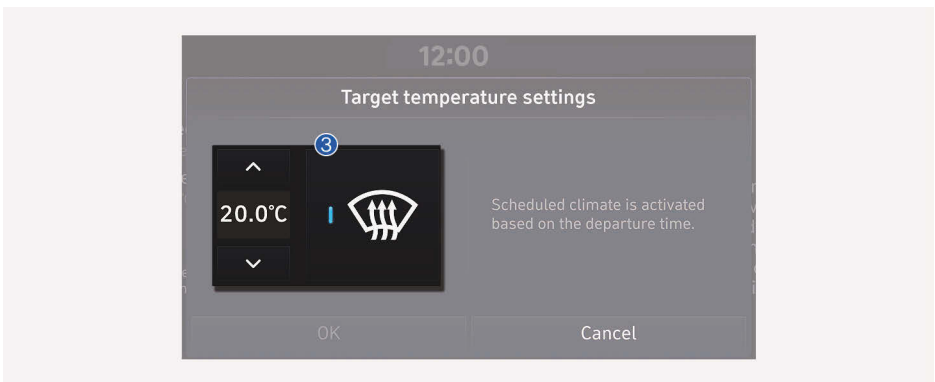 12:00
Target temperature settings
3
20.0°C
Scheduled climate is activated
based on the departure time.
OK
Cancel